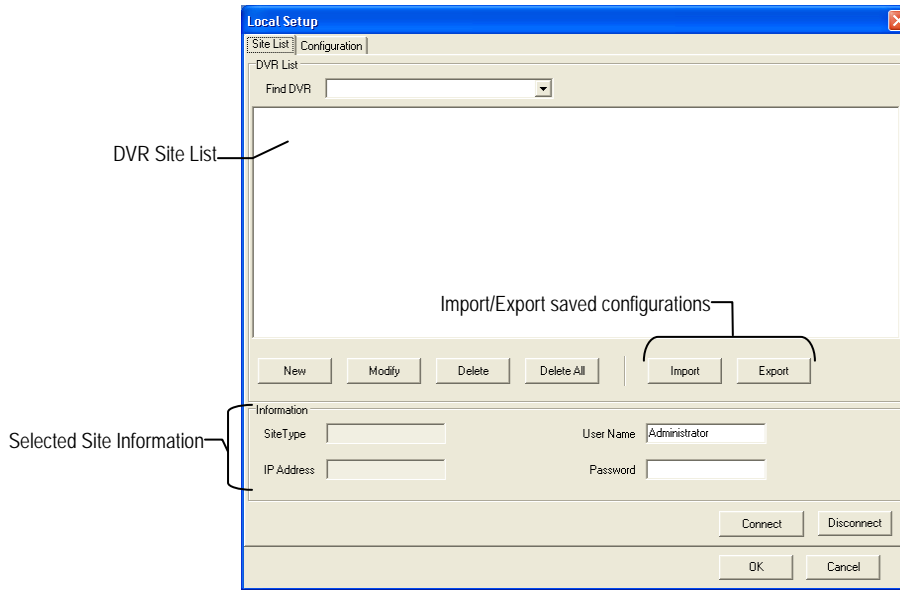 Local Setup
Site List Configuration
DVR List
Find DVR
DVR Site List
Import/Export saved configurations
New Modify Delete Delete All Import Export
Information
Selected Site Information
SiteType User Name Administrator
IP Address Password
Connect Disconnect
OK Cancel